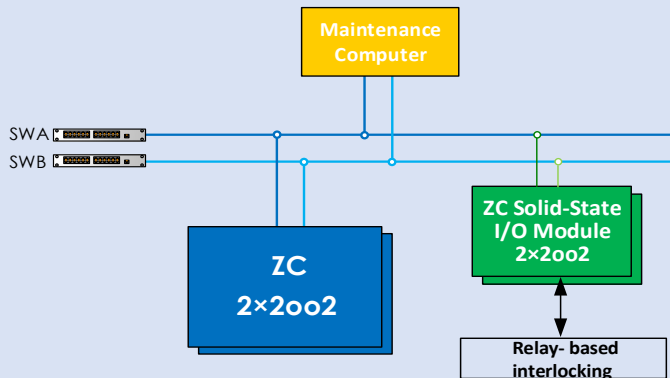 Maintenance
Computer
SWA
SWB
ZC Solid-State
I/O Module
2×2oo2
ZC
2×2oo2
Relay- based
interlocking